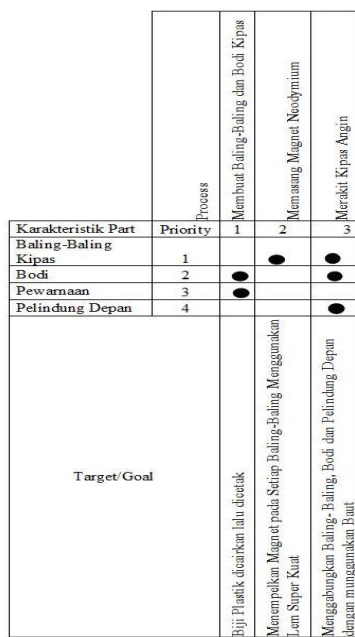 Process
Membuat Baling-Baling dan Bodi Kipas
Memasang Magnet Neodymium
Merakit Kipas Angin
Karakteristik Part Priority 1 2 3
Baling-Baling
Kipas 1
Bodi 2
Pewarnaan 3
Pelindung Depan 4
Target/Goal
Biji Plastik dicairkan lalu dicetak
Menempelkan Magnet pada Setiap Baling-Baling Menggunakan
Lem Super Kuat
Menggabungkan Baling- Baling, Bodi dan Pelindung Depan
dengan munggunakan Baut